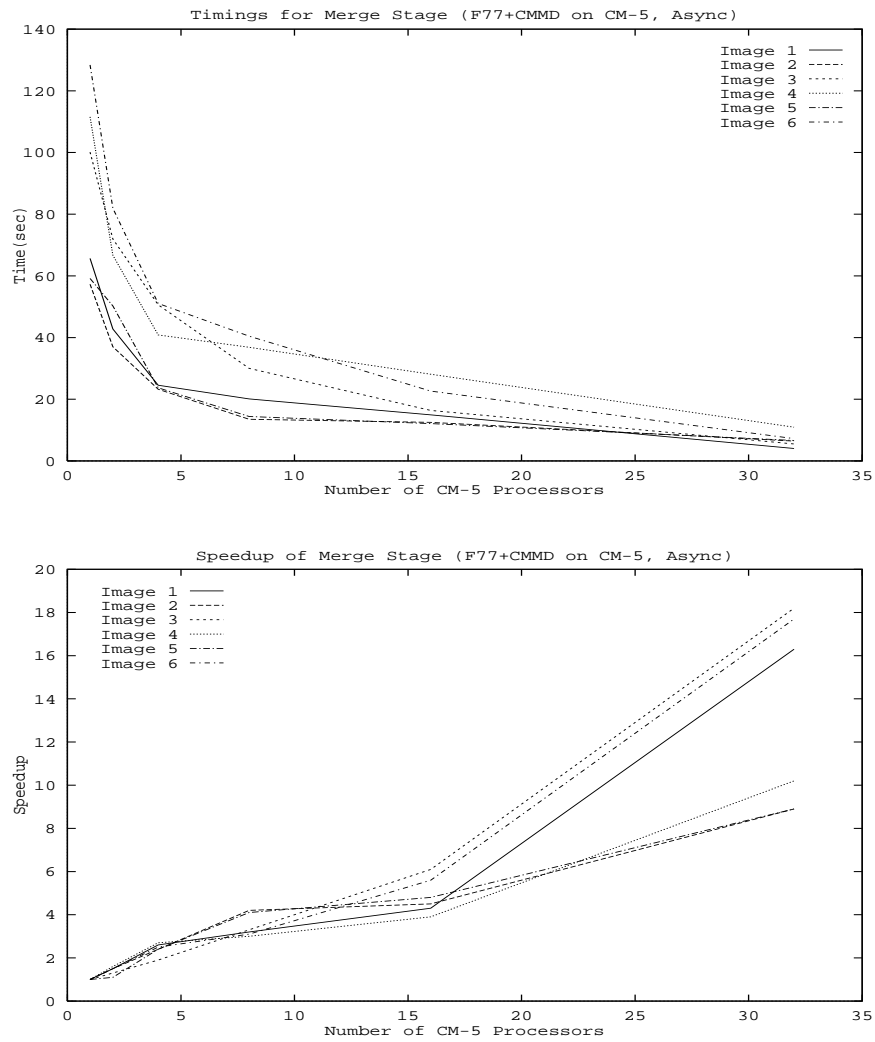 Timings for Merge Stage (F77+CMMD on CM-5, Async)
140
120
100
80
60
40
20
0
Time(sec)
Image 1
Image 2
Image 3
Image 4
Image 5
Image 6
0 5 10 15 20 25 30 35
Number of CM-5 Processors
Speedup of Merge Stage (F77+CMMD on CM-5, Async)
20
18
16
14
12
10
8
6
4
2
0
Speedup
Image 1
Image 2
Image 3
Image 4
Image 5
Image 6
0 5 10 15 20 25 30 35
Number of CM-5 Processors